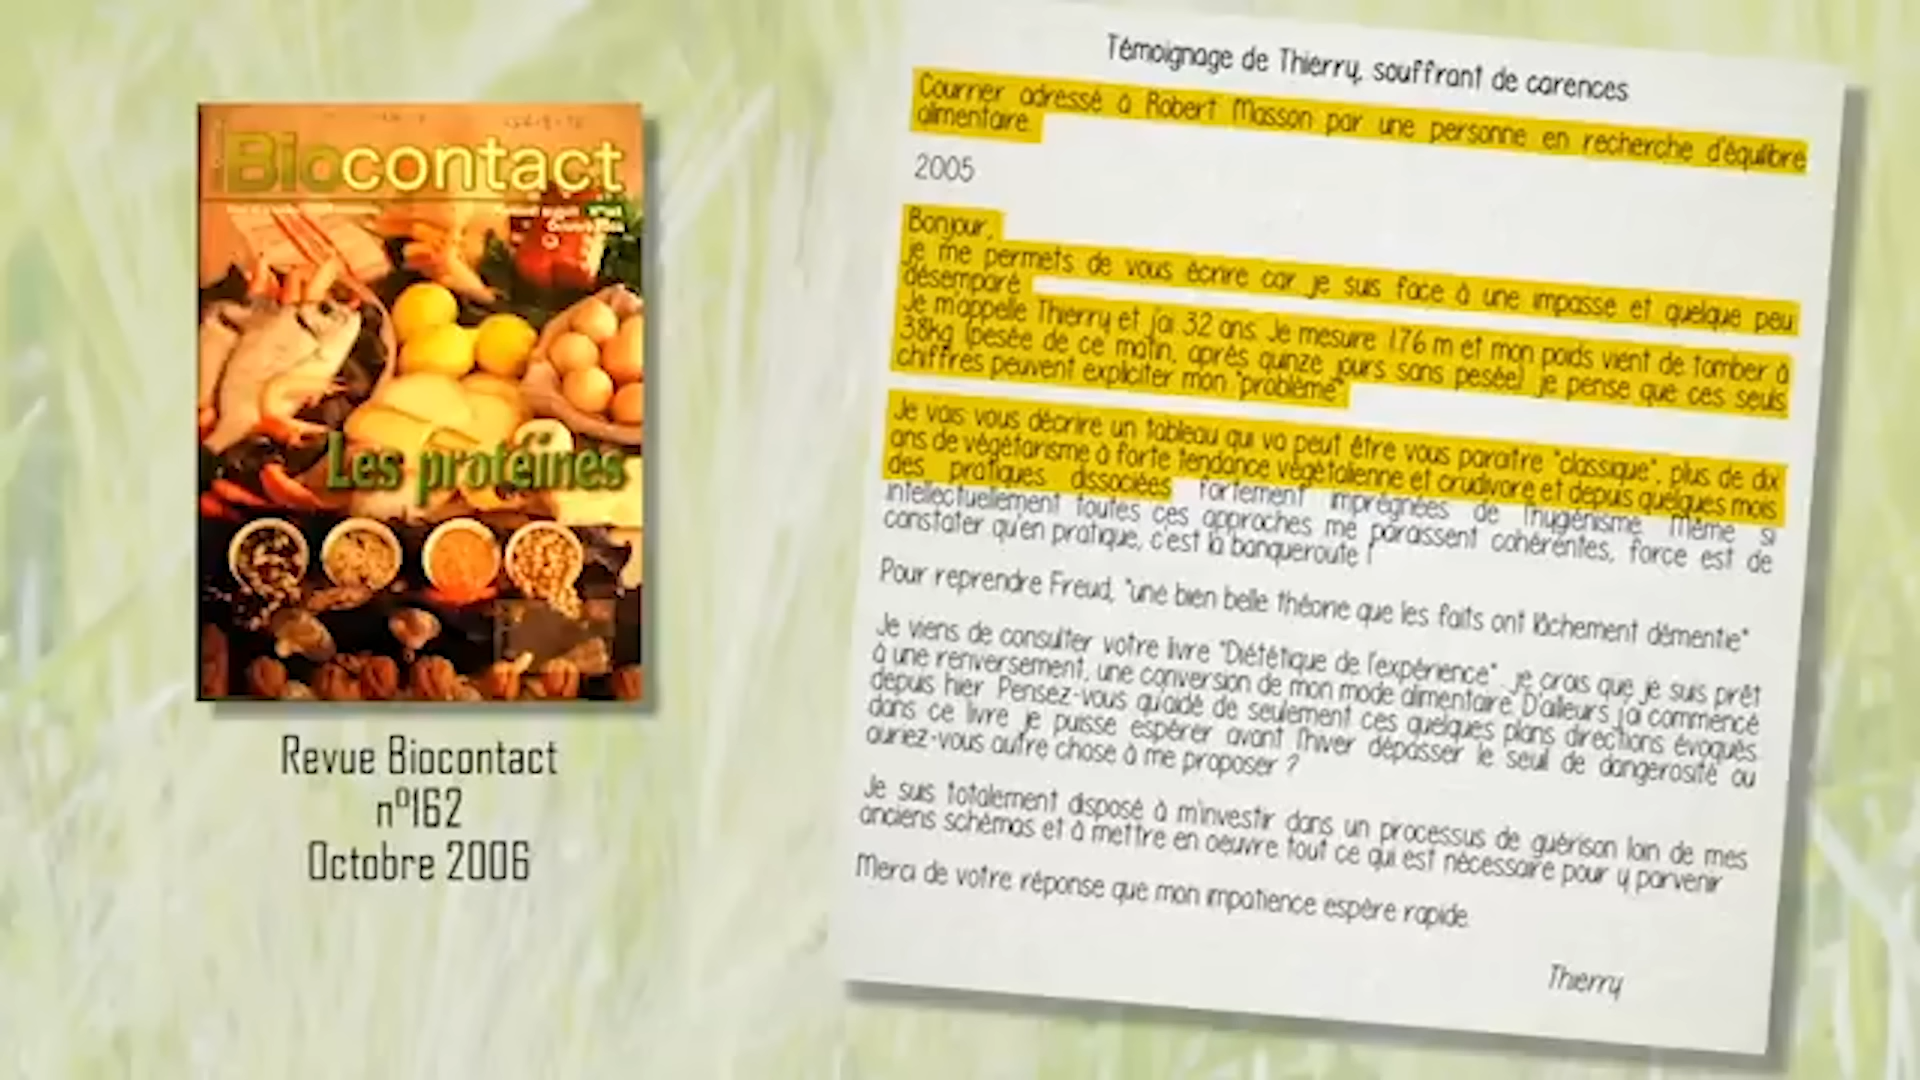 Biocontact
Les protéines
Revue Biocontact
n°162
Octobre 2006
Témoignage de Thierry, souffrant de carences
Courrier adressé à Robert Masson par une personne en recherche d'équilibre
alimentaire.
2005
Bonjour,
je me permets de vous écrire car je suis face à une impasse et quelque peu
désemparé
Je m'appelle Thierry et j'ai 32 ans. Je mesure 1.76 m et mon poids vient de tomber à
38kg (pesée de ce matin, après quinze jours sans pesée) je pense que ces seuls
chiffres peuvent expliciter mon "problème"
Je vais vous décrire un tableau qui va peut être vous paraitre "classique", plus de dix
ans de végétarisme à forte tendance végétalienne et crudivore et depuis quelques mois
des pratiques dissociées fortement imprégnées de l'hygénisme. Même si
intellectuellement toutes ces approches me paraissent cohérentes, force est de
constater qu'en pratique, c'est la banqueroute !
Pour reprendre Freud, "une bien belle théorie que les faits ont lâchement démentie"
Je viens de consulter votre livre "Diététique de l'expérience". je crois que je suis prêt
à une renversement, une conversion de mon mode alimentaire. D'ailleurs j'ai commencé
depuis hier. Pensez-vous qu'aidé de seulement ces quelques plans directions évoqués
dans ce livre je puisse espérer avant l'hiver dépasser le seuil de dangerosité ou
auriez-vous autre chose à me proposer ?
Je suis totalement disposé à m'investir dans un processus de guérison loin de mes
anciens schémas et à mettre en oeuvre tout ce qui est nécessaire pour y parvenir
Merci de votre réponse que mon impatience espère rapide.
Thierry